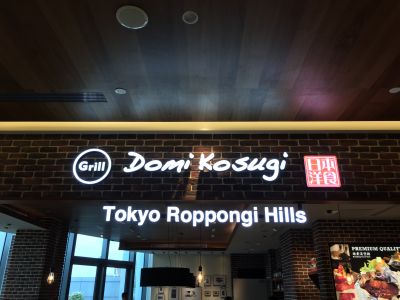 Grill Domi Kosugi 日本
洋食
Tokyo Roppongi Hills
PREMIUM QUALITY